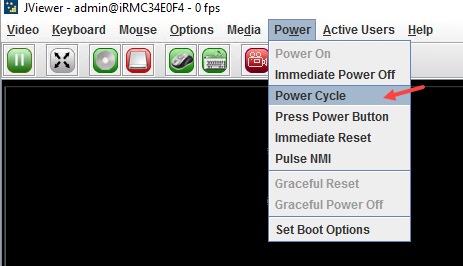 JViewer - admin@iRMC34E0F4 - 0 fps
Video Keyboard Mouse Options Media Power Active Users Help
Power On
Immediate Power Off
Power Cycle
Press Power Button
Immediate Reset
Pulse NMI
Graceful Reset
Graceful Power Off
Set Boot Options